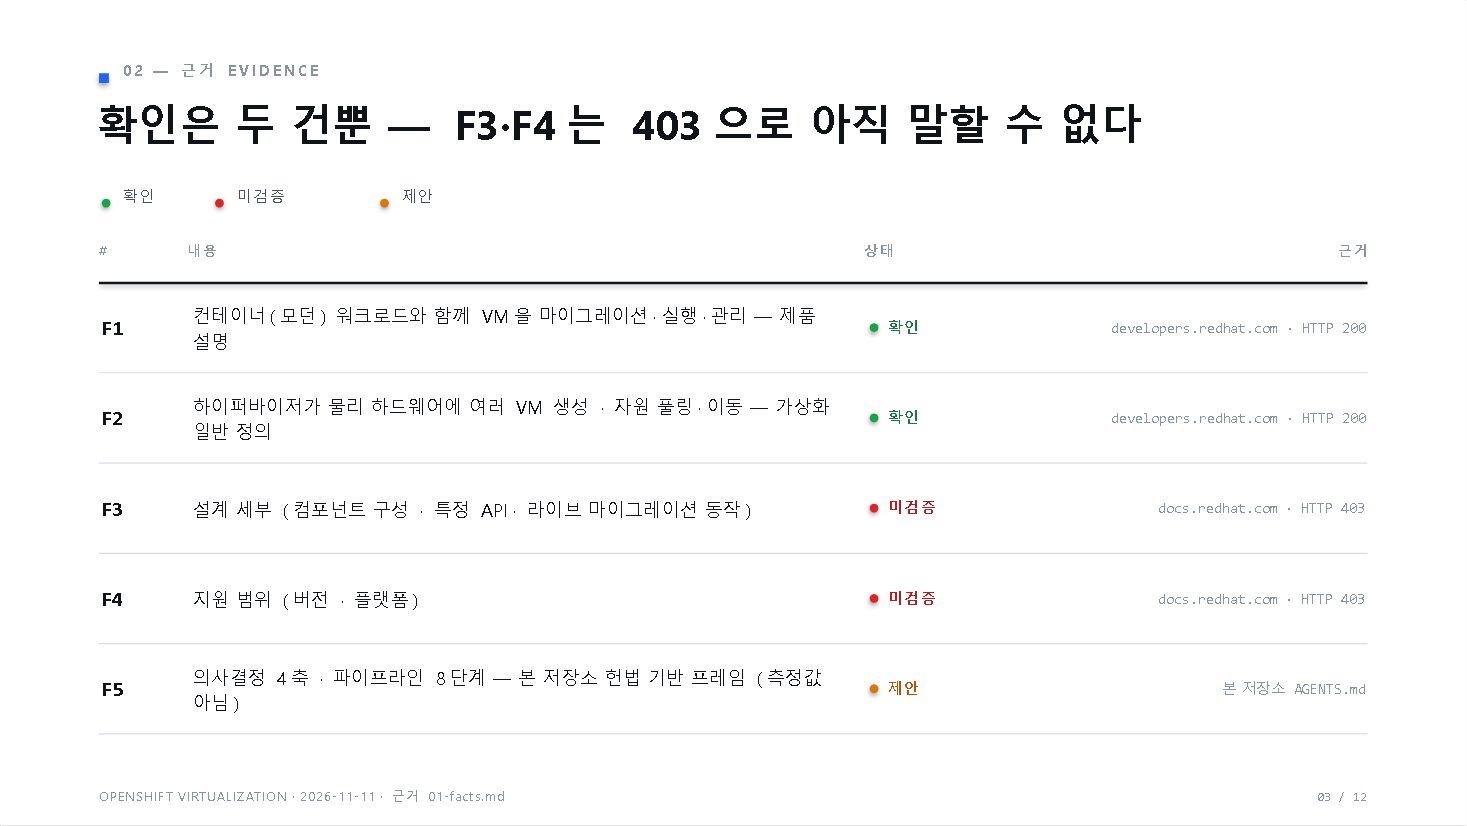 02 — 근거 EVIDENCE
확인은 두 건뿐 — F3·F4 는 403 으로 아직 말할 수 없다
확인 미검증 제안
# 내용 상태 근거
F1 컨테이너(모던) 워크로드와 함께 VM 을 마이그레이션·실행·관리 — 제품 설명 확인 developers.redhat.com · HTTP 200
F2 하이퍼바이저가 물리 하드웨어에 여러 VM 생성 · 자원 풀링·이동 — 가상화 일반 정의 확인 developers.redhat.com · HTTP 200
F3 설계 세부 (컴포넌트 구성 · 특정 API· 라이브 마이그레이션 동작) 미검증 docs.redhat.com · HTTP 403
F4 지원 범위 (버전 · 플랫폼) 미검증 docs.redhat.com · HTTP 403
F5 의사결정 4 축 · 파이프라인 8 단계 — 본 저장소 헌법 기반 프레임 (측정값 아님) 제안 본 저장소 AGENTS.md
OPENSHIFT VIRTUALIZATION · 2026-11-11 · 근거 01-facts.md 03 / 12